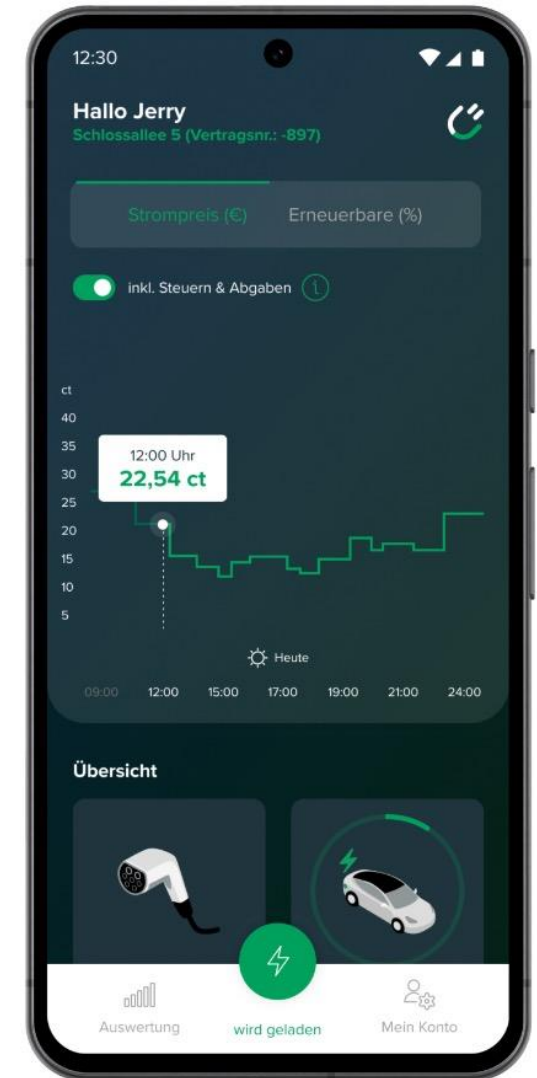 12:30
Hallo Jerry
Schlossallee 5 (Vertragsnr.: -897)
Strompreis (€) Erneuerbare (%)
inkl. Steuern & Abgaben i
ct
40
35
30
25
20
15
10
5
12:00 Uhr
22,54 ct
Heute
09:00 12:00 15:00 17:00 19:00 21:00 24:00
Übersicht
Auswertung wird geladen Mein Konto